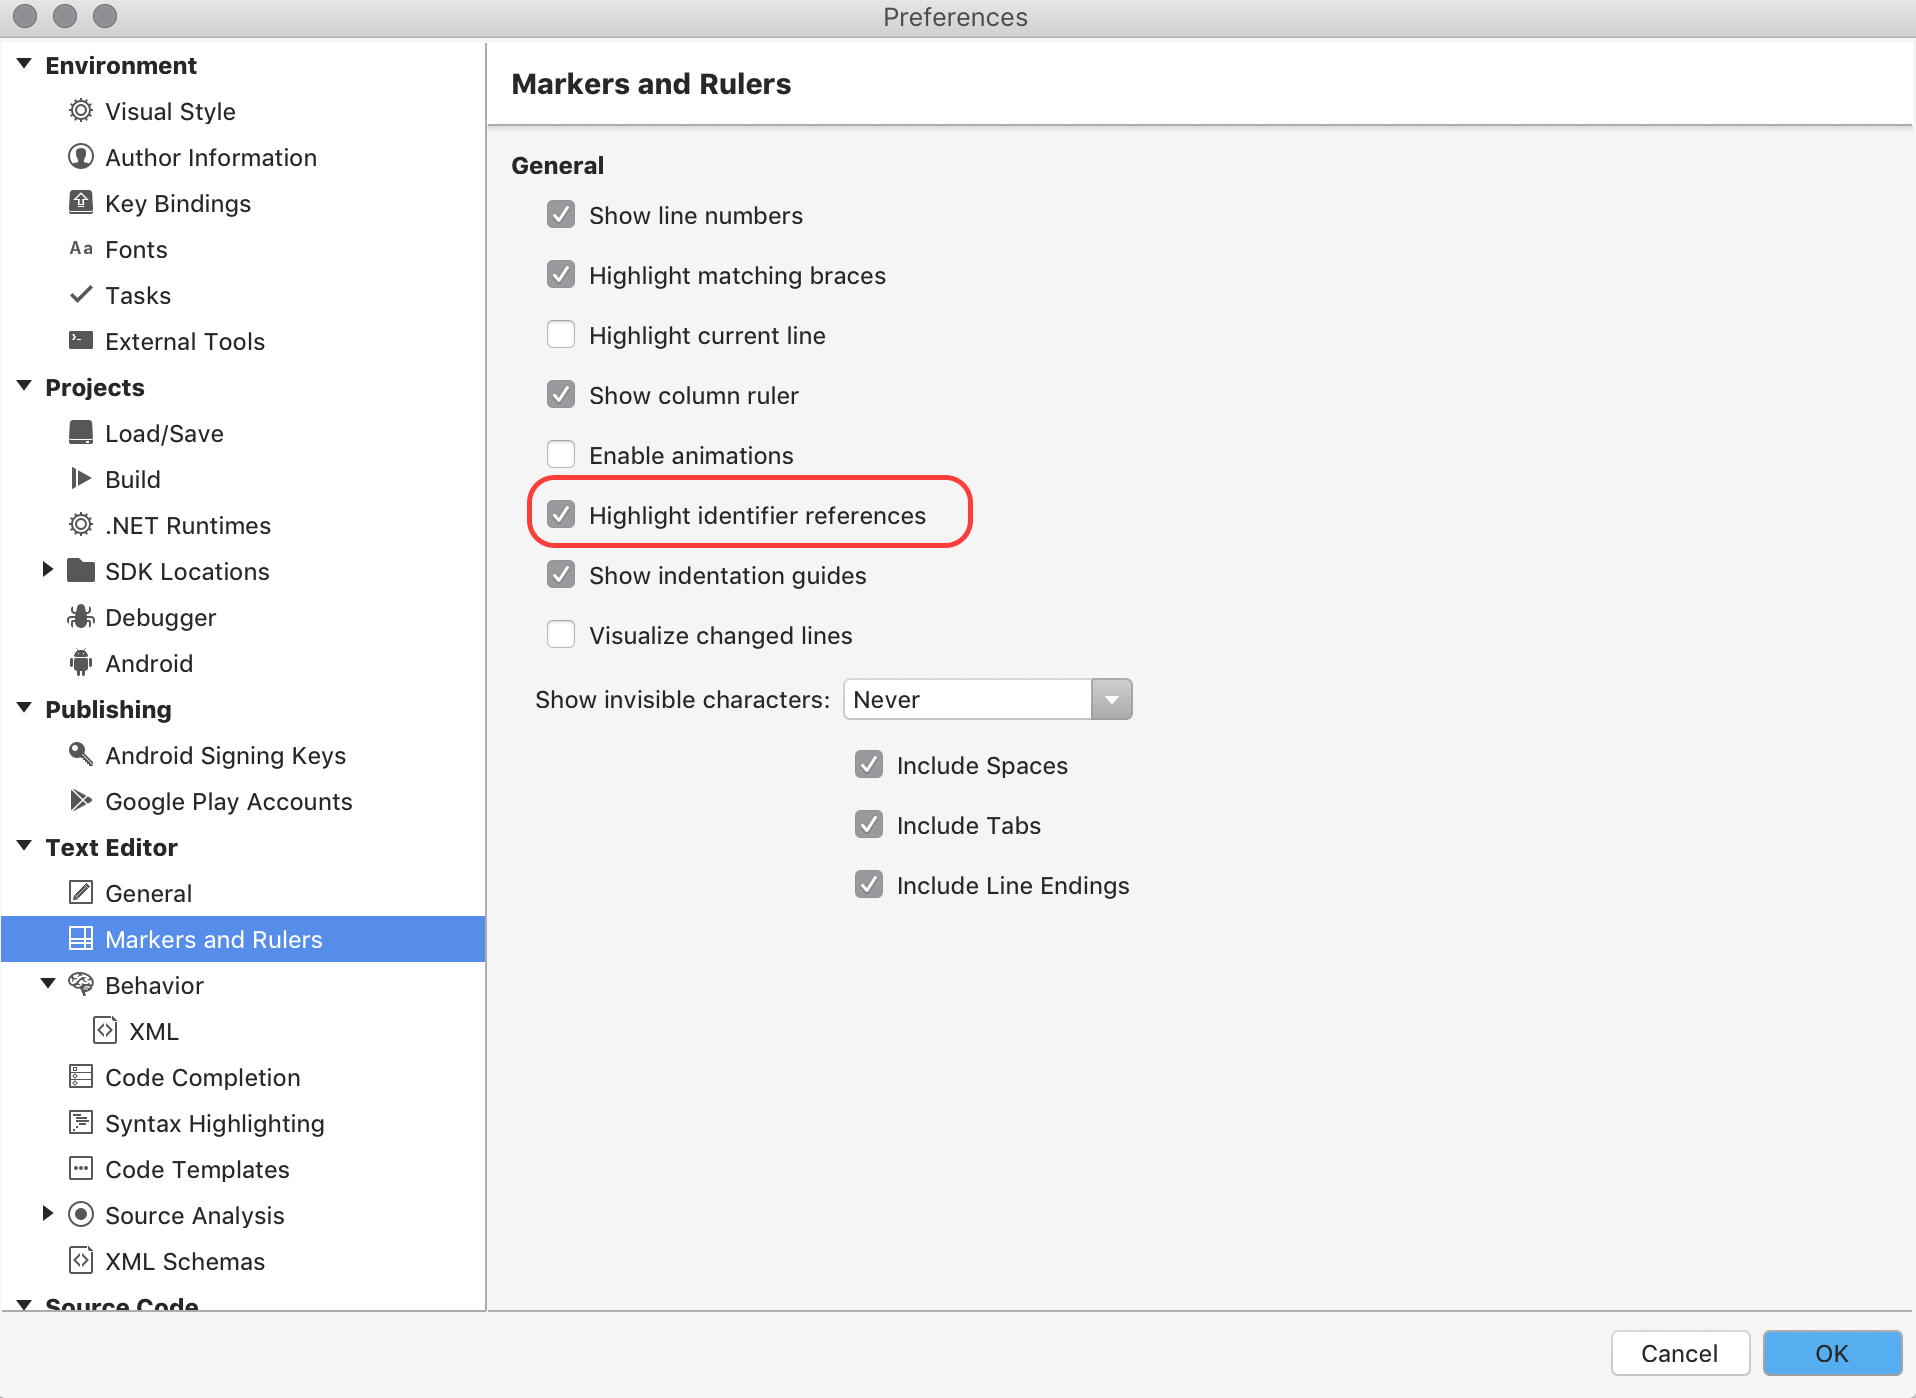 Preferences
Environment
Visual Style
Author Information
Key Bindings
Aa Fonts
Tasks
External Tools
Projects
Load/Save
Build
.NET Runtimes
SDK Locations
Debugger
Android
Publishing
Android Signing Keys
Google Play Accounts
Text Editor
General
Markers and Rulers
Behavior
XML
Code Completion
Syntax Highlighting
Code Templates
Source Analysis
XML Schemas
Source Code
Markers and Rulers
General
Show line numbers
Highlight matching braces
Highlight current line
Show column ruler
Enable animations
Highlight identifier references
Show indentation guides
Visualize changed lines
Show invisible characters: Never
Include Spaces
Include Tabs
Include Line Endings
Cancel OK